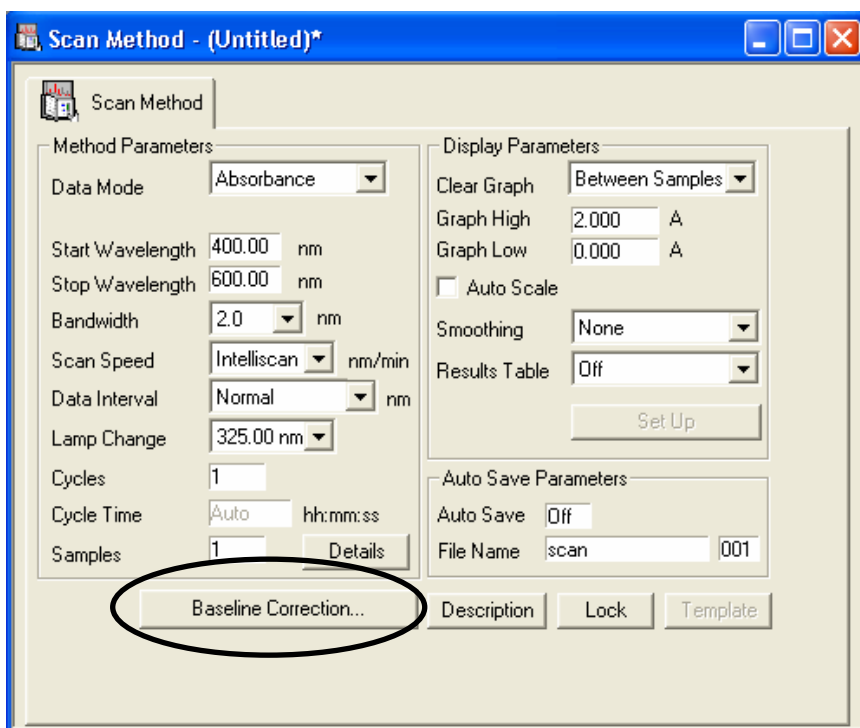 Scan Method - (Untitled)*
Scan Method
Method Parameters
Data Mode Absorbance
Start Wavelength 400.00 nm
Stop Wavelength 600.00 nm
Bandwidth 2.0 nm
Scan Speed Intelliscan nm/min
Data Interval Normal nm
Lamp Change 325.00 nm
Cycles 1
Cycle Time Auto hh:mm:ss
Samples 1 Details
Display Parameters
Clear Graph Between Samples
Graph High 2.000 A
Graph Low 0.000 A
Auto Scale
Smoothing None
Results Table Off
Set Up
Auto Save Parameters
Auto Save Off
File Name scan 001
Baseline Correction... Description Lock Template